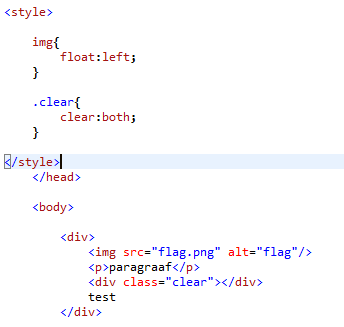 <style>
img{
float:left;
}
.clear{
clear:both;
}
</style>
</head>
<body>
<div>
<img src="flag.png" alt="flag"/>
<p>paragraaf</p>
<div class="clear"></div>
test
</div>